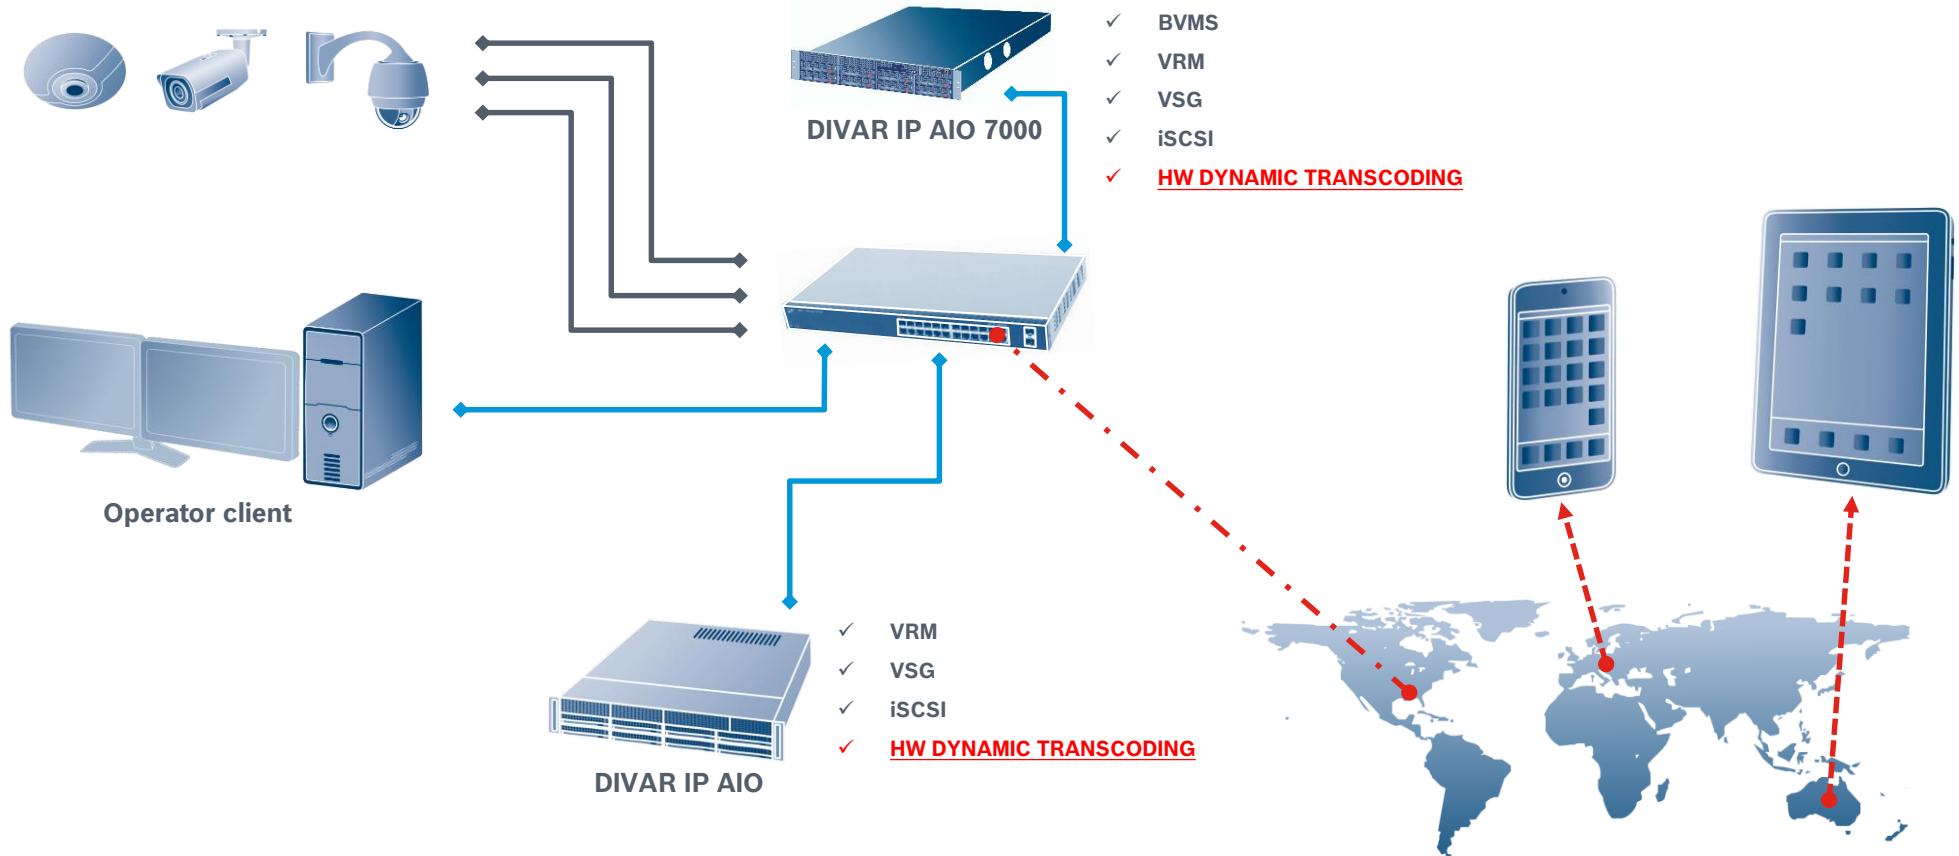 BVMS
VRM
VSG
iSCSI
HW DYNAMIC TRANSCODING
DIVAR IP AIO 7000
Operator client
VRM
VSG
iSCSI
HW DYNAMIC TRANSCODING
DIVAR IP AIO